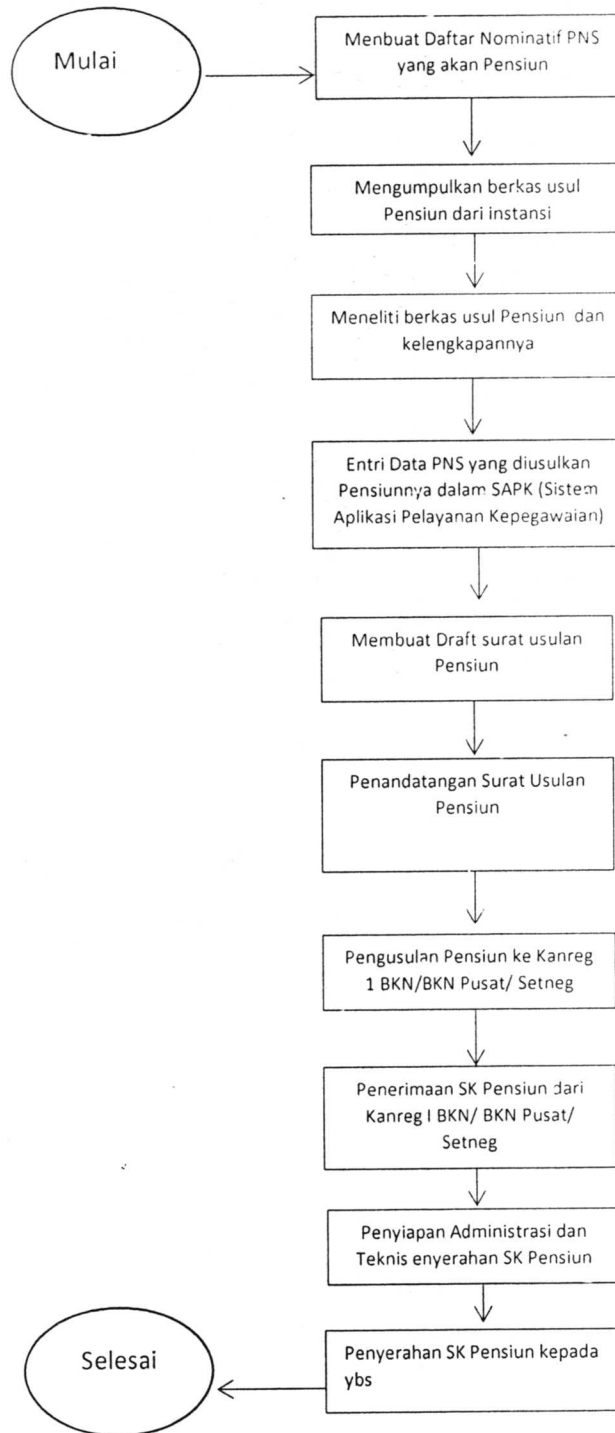 Mulai
Menbuat Daftar Nominatif PNS
yang akan Pensiun
Mengumpulkan berkas usul
Pensiun dari instansi
Meneliti berkas usul Pensiun dan
kelengkapannya
Entri Data PNS yang diusulkan
Pensiunnya dalam SAPK (Sistem
Aplikasi Pelayanan Kepegawaian)
Membuat Draft surat usulan
Pensiun
Penandatangan Surat Usulan
Pensiun
Pengusulan Pensiun ke Kanreg
1 BKN/BKN Pusat/ Setneg
Penerimaan SK Pensiun dari
Kanreg I BKN/ BKN Pusat/
Setneg
Penyiapan Administrasi dan
Teknis enyerahan SK Pensiun
Penyerahan SK Pensiun kepada
ybs
Selesai